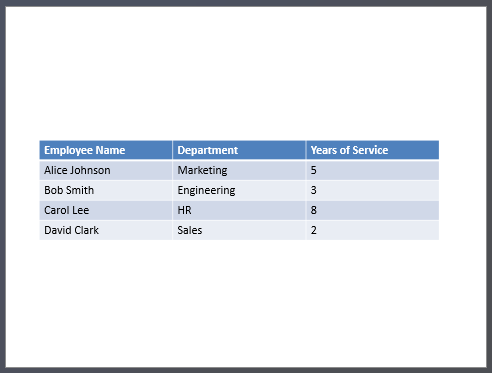 Employee Name Department Years of Service
Alice Johnson Marketing 5
Bob Smith Engineering 3
Carol Lee HR 8
David Clark Sales 2